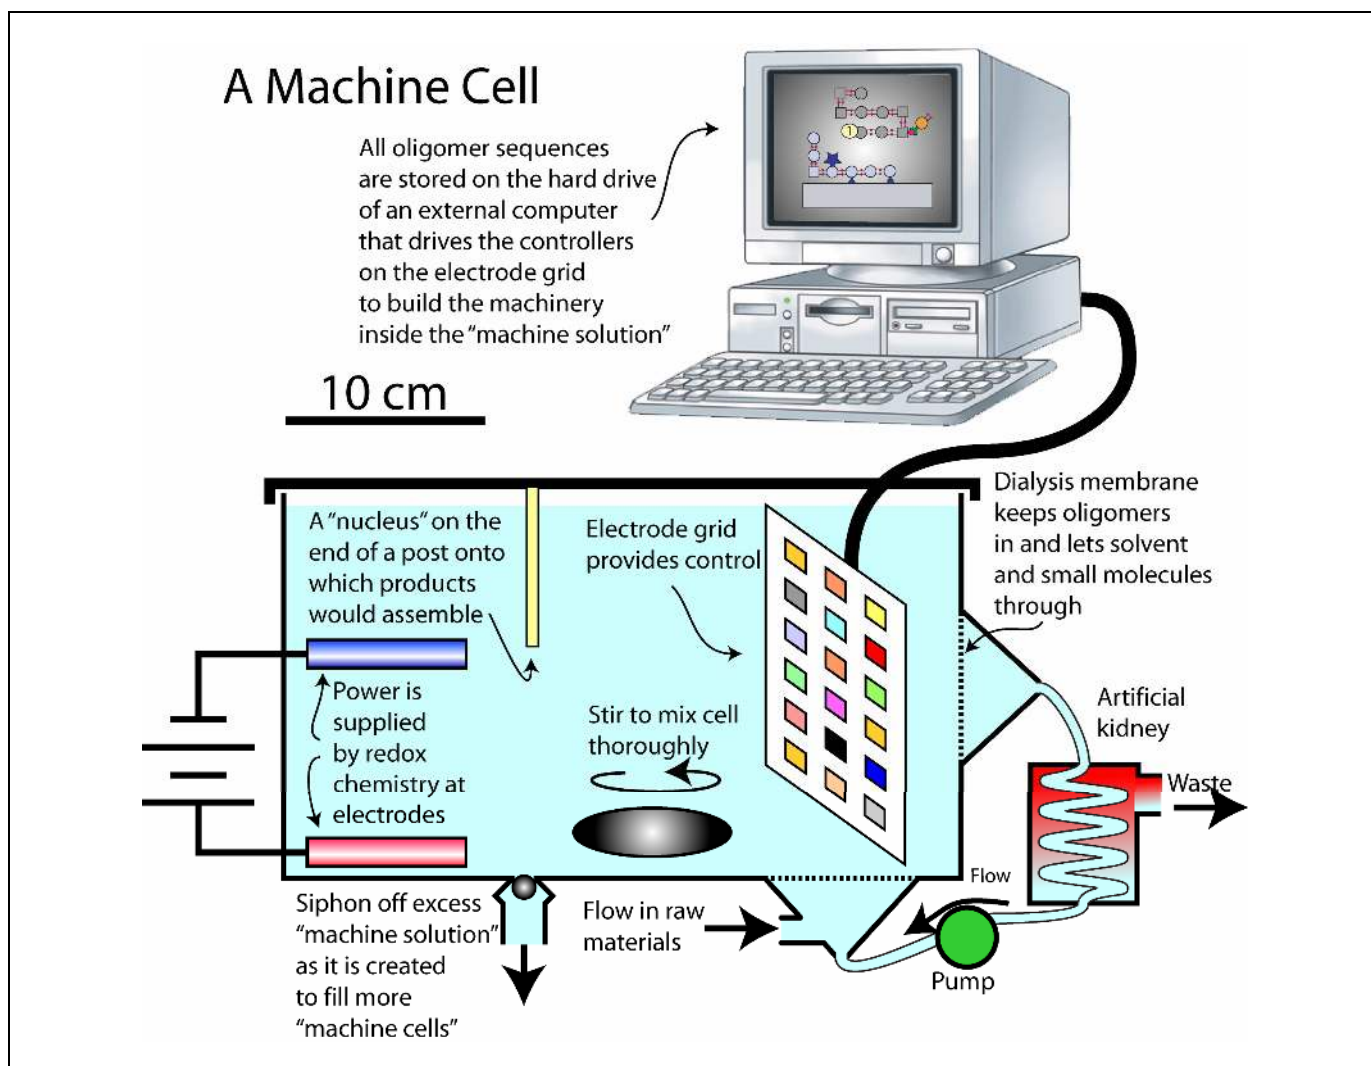 A Machine Cell
All oligomer sequences
are stored on the hard drive
of an external computer
that drives the controllers
on the electrode grid
to build the machinery
inside the “machine solution”
1
10 cm
A “nucleus” on the
end of a post onto
which products
would assemble
Electrode grid
provides control
Dialysis membrane
keeps oligomers
in and lets solvent
and small molecules
through
Power is
supplied
by redox
chemistry at
electrodes
Stir to mix cell
thoroughly
Artificial
kidney
Waste
Siphon off excess
“machine solution”
as it is created
to fill more
“machine cells”
Flow in raw
materials
Flow
Pump